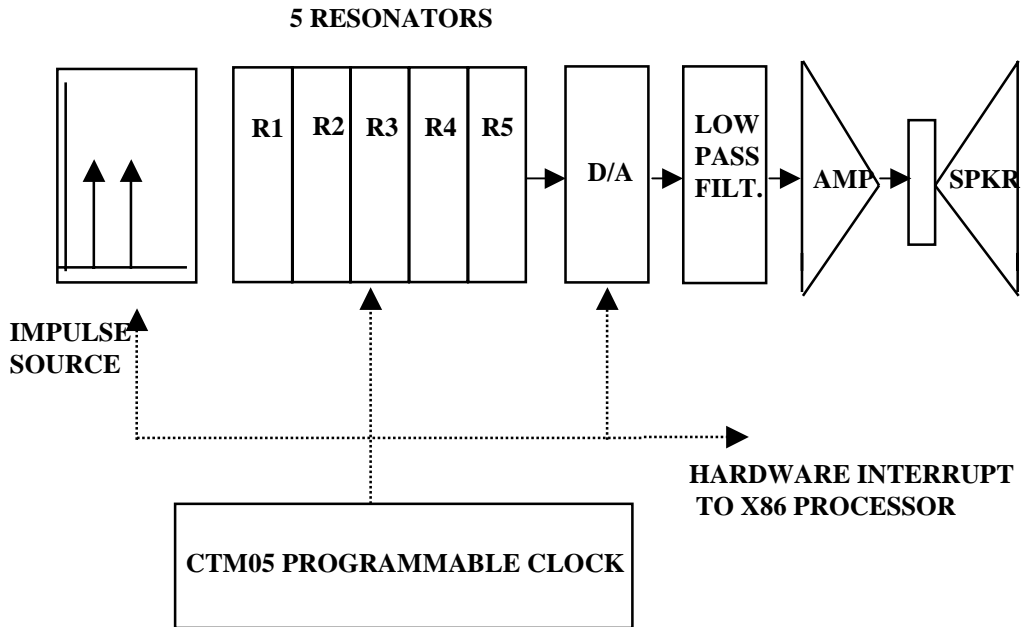 5 RESONATORS
R1
R2
R3
R4
R5
D/A
LOW
PASS
FILT.
AMP
SPKR
IMPULSE
SOURCE
HARDWARE INTERRUPT
TO X86 PROCESSOR
CTM05 PROGRAMMABLE CLOCK